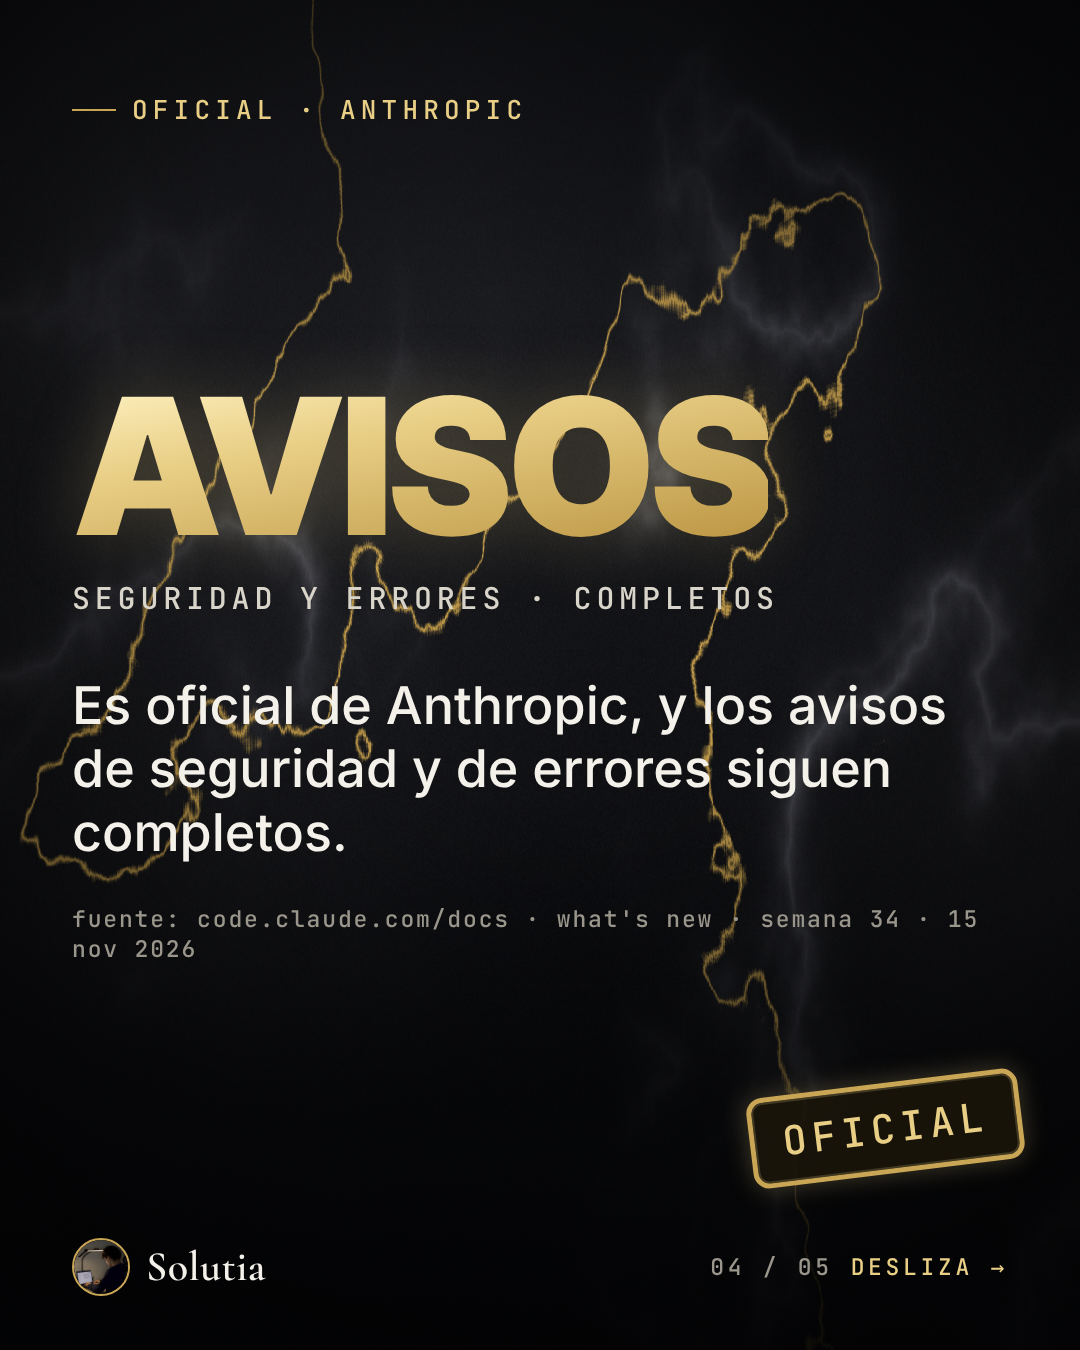 OFICIAL · ANTHROPIC
AVISOS
SEGURIDAD Y ERRORES · COMPLETOS
Es oficial de Anthropic, y los avisos
de seguridad y de errores siguen
completos.
fuente: code.claude.com/docs · what's new · semana 34 · 15
nov 2026
OFICIAL
Solutia
04 / 05 DESLIZA →